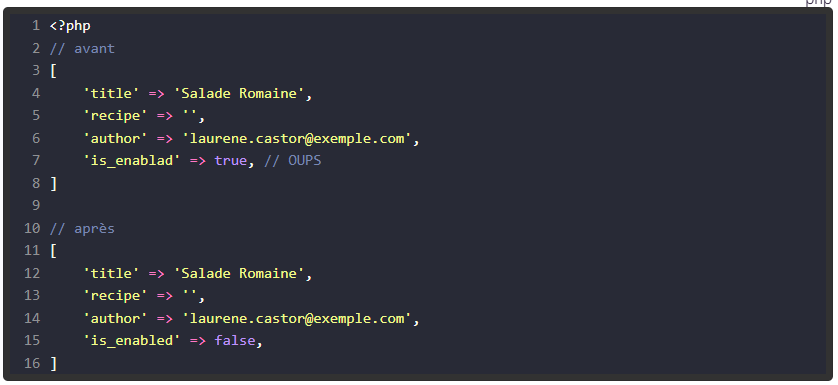 php
1 <?php
2 // avant
3 [
4     'title' => 'Salade Romaine',
5     'recipe' => '',
6     'author' => 'laurene.castor@exemple.com',
7     'is_enablad' => true, // OUPS
8 ]
9
10 // après
11 [
12     'title' => 'Salade Romaine',
13     'recipe' => '',
14     'author' => 'laurene.castor@exemple.com',
15     'is_enabled' => false,
16 ]